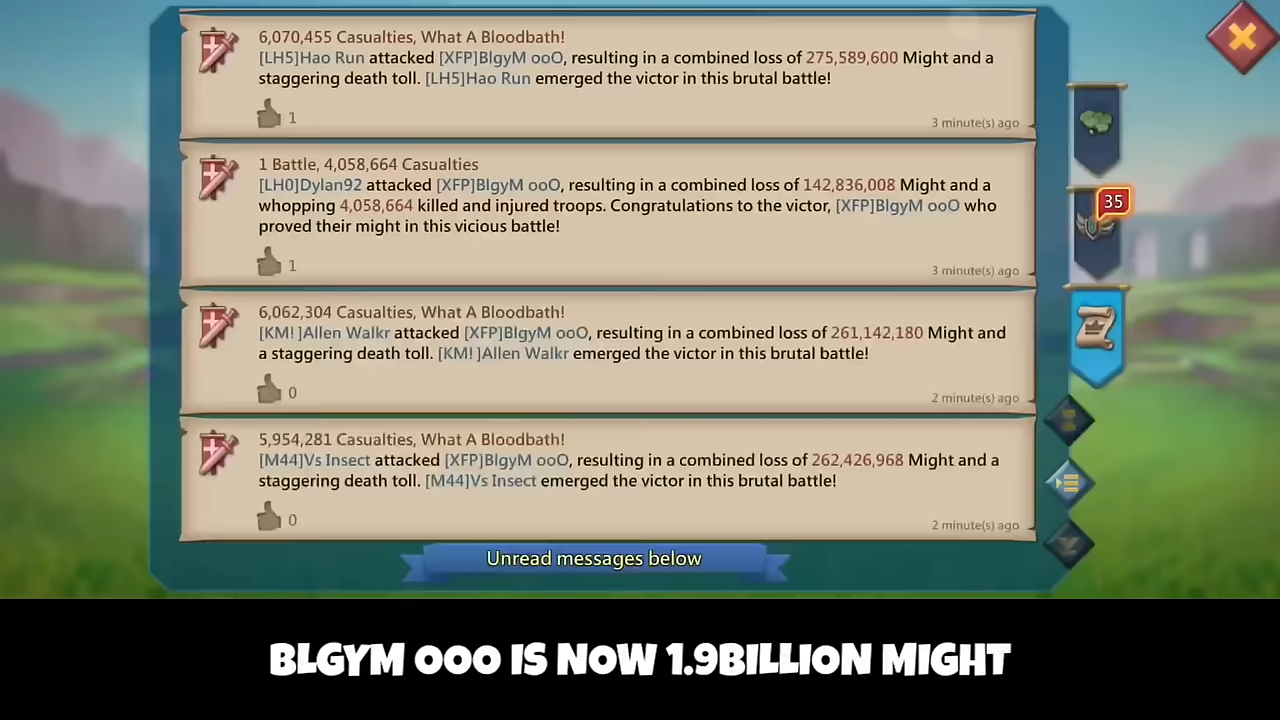 6,070,455 Casualties, What A Bloodbath!
[LH5]Hao Run attacked [XFP]BlgyM ooO, resulting in a combined loss of 275,589,600 Might and a
staggering death toll. [LH5]Hao Run emerged the victor in this brutal battle!
1
3 minute(s) ago
1 Battle, 4,058,664 Casualties
[LH0]Dylan92 attacked [XFP]BlgyM ooO, resulting in a combined loss of 142,836,008 Might and a
whopping 4,058,664 killed and injured troops. Congratulations to the victor, [XFP]BlgyM ooO who
proved their might in this vicious battle!
1
3 minute(s) ago
35
6,062,304 Casualties, What A Bloodbath!
[KM! ]Allen Walkr attacked [XFP]BlgyM ooO, resulting in a combined loss of 261,142,180 Might and
a staggering death toll. [KM! ]Allen Walkr emerged the victor in this brutal battle!
0
2 minute(s) ago
5,954,281 Casualties, What A Bloodbath!
[M44]Vs Insect attacked [XFP]BlgyM ooO, resulting in a combined loss of 262,426,968 Might and a
staggering death toll. [M44]Vs Insect emerged the victor in this brutal battle!
0
2 minute(s) ago
Unread messages below
BLGYM OOO IS NOW 1.9BILLION MIGHT